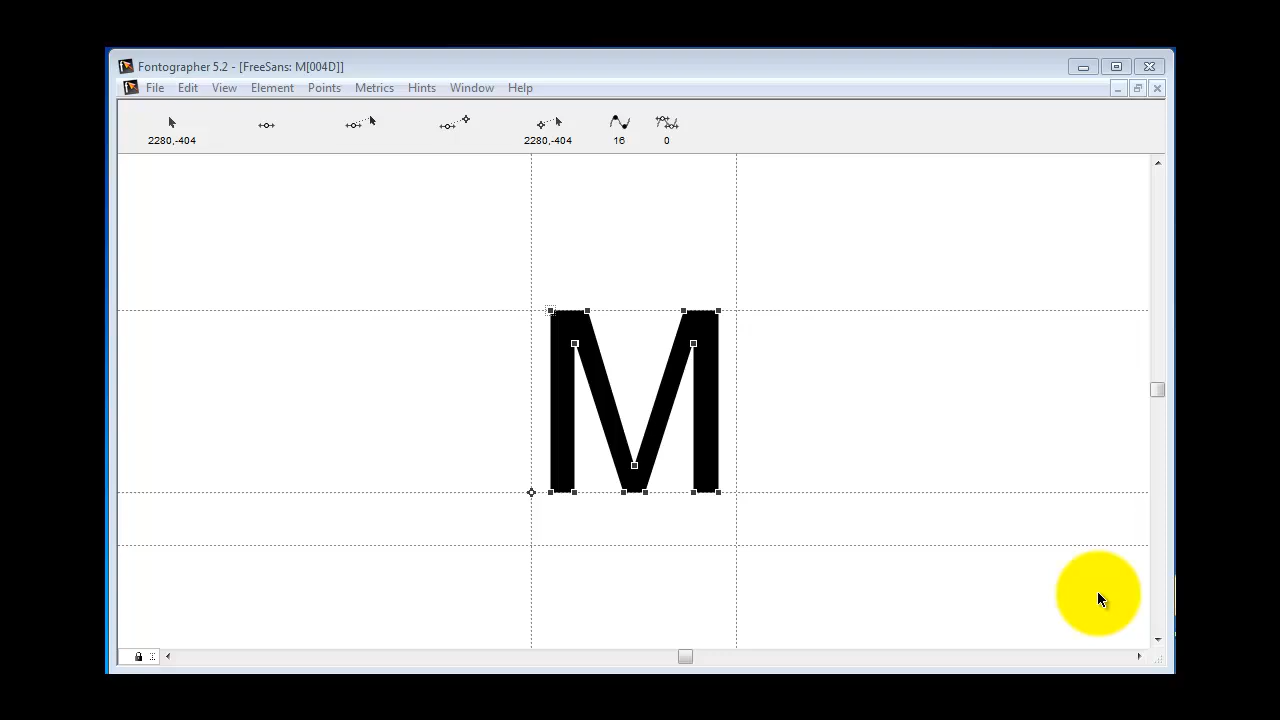 Fontographer 5.2 - [FreeSans: M[004D]]
File Edit View Element Points Metrics Hints Window Help
2280,-404 2280,-404 16 0
M